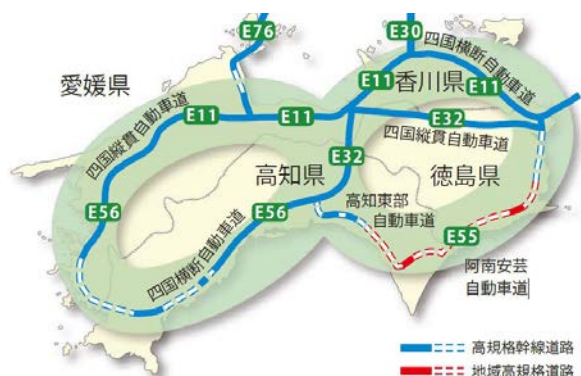 E76
E30
四国横断自動車道
愛媛県
E11
香川県
E11
E11
E11
E32
四国縦貫自動車道
四国縦貫自動車道
E32
高知県
徳島県
高知東部
自動車道
E56
E56
E55
四国横断自動車道
阿南安芸
自動車道
高規格幹線道路
地域高規格道路